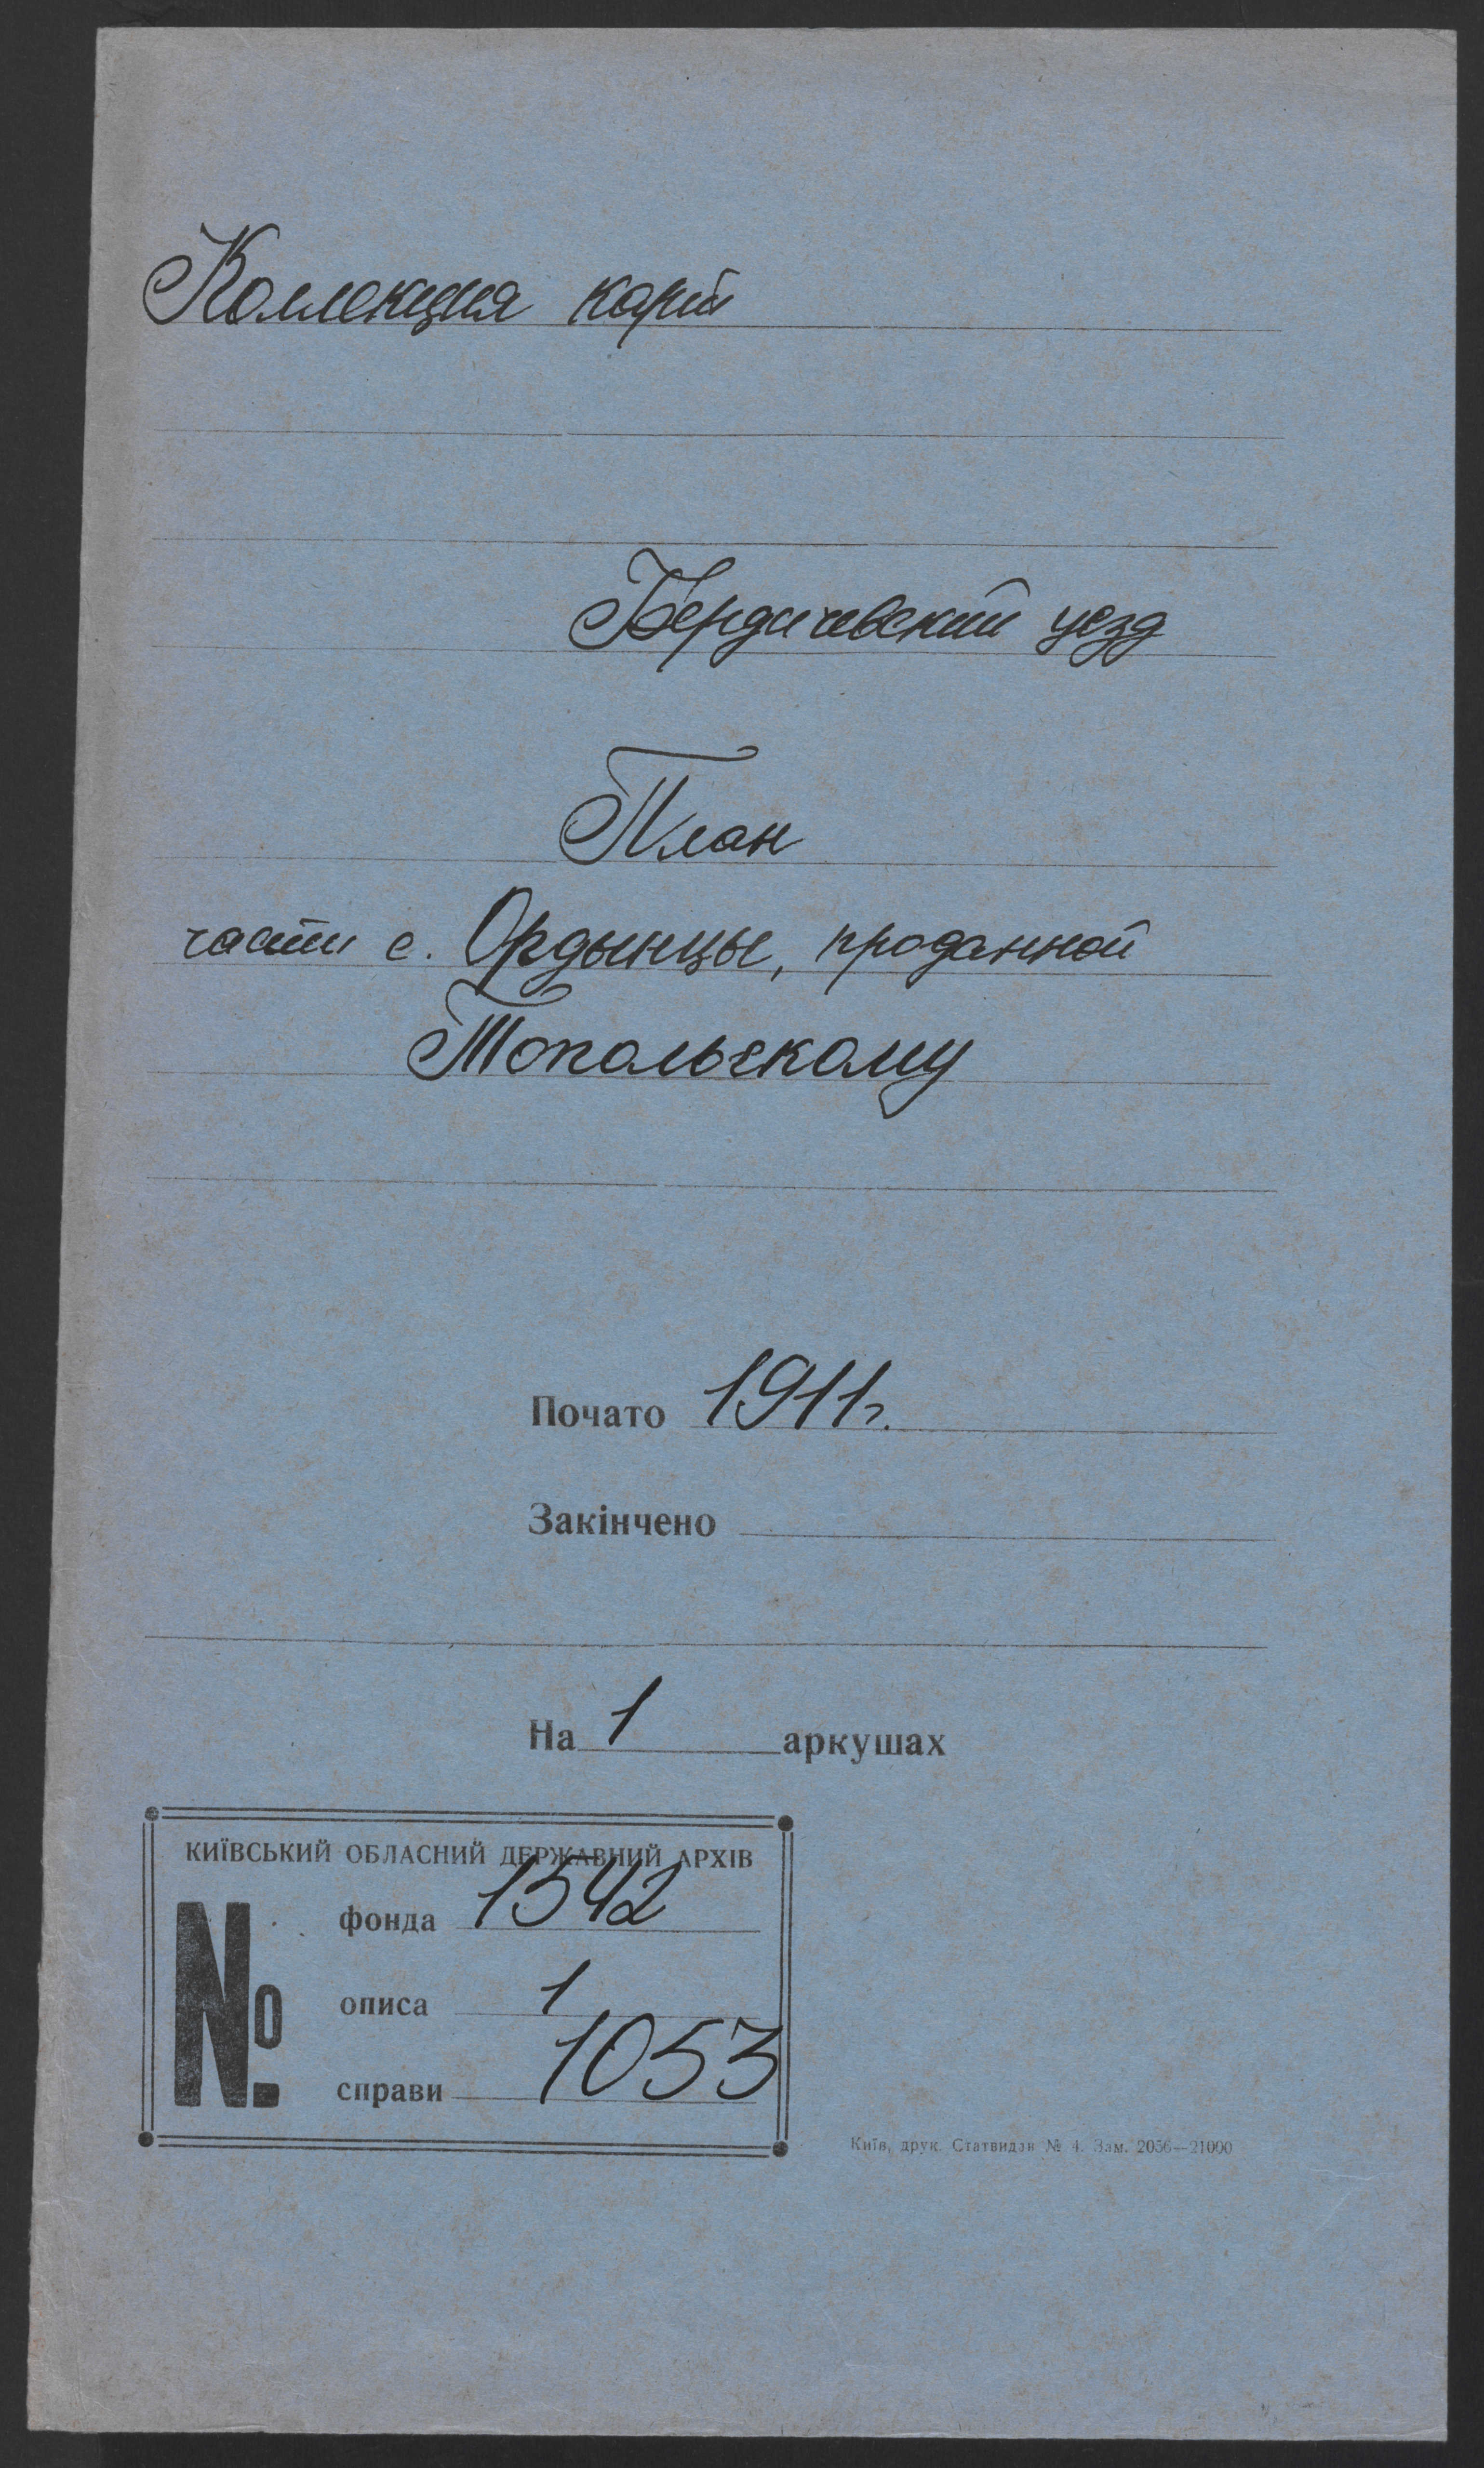 Коллекция карт
Бердичевский уезд
План
части с. Ордынцы, проданной
Топольскому
Почато 1911г.
Закінчено
На 1 аркушах
КИЇВСЬКИЙ ОБЛАСНИЙ ДЕРЖАВНИЙ АРХІВ
№
фонда 1542
описа 1
справи 1053
Київ, друк. Статвидав № 4. Зам. 2056—21000